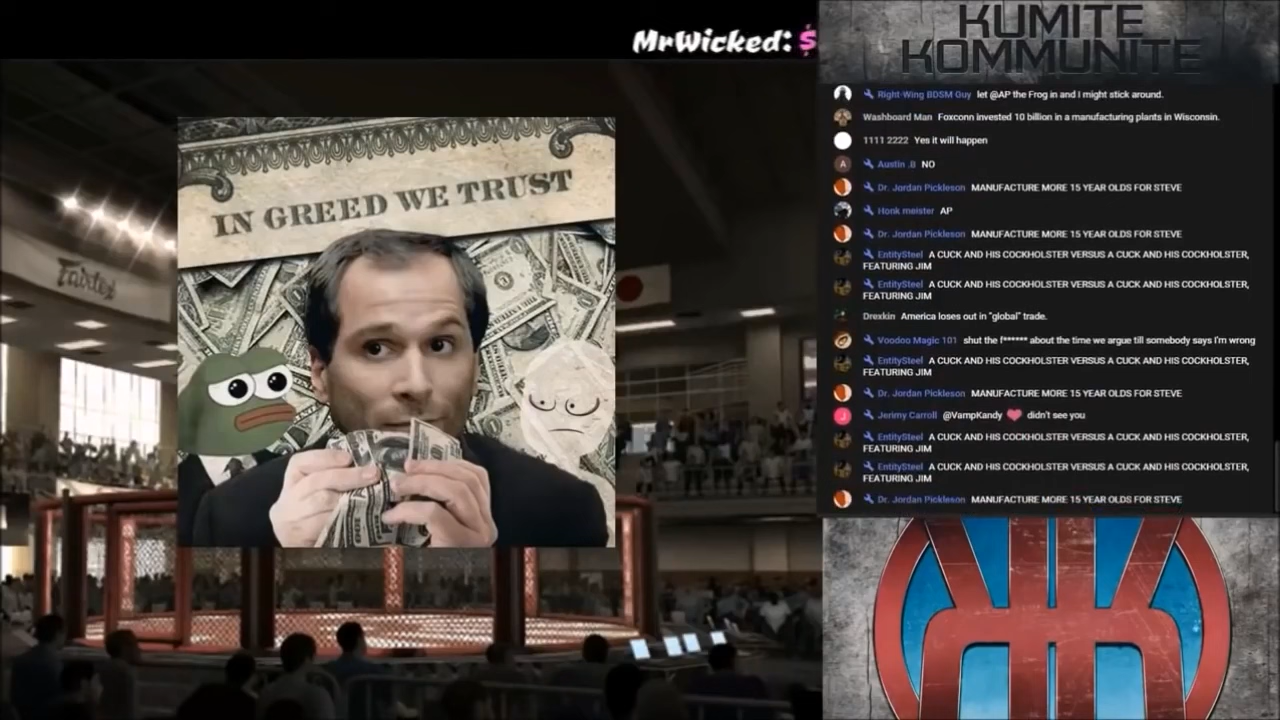 MrWicked: $
KUMITE
KOMMUNITE
Right-Wing BDSM Guy let @AP the Frog in and I might stick around.
Washboard Man Foxconn invested 10 billion in a manufacturing plants in Wisconsin.
1111 2222 Yes it will happen
A Austin .B NO
Dr. Jordan Pickleson MANUFACTURE MORE 15 YEAR OLDS FOR STEVE
Honk meister AP
Dr. Jordan Pickleson MANUFACTURE MORE 15 YEAR OLDS FOR STEVE
EntitySteel A CUCK AND HIS COCKHOLSTER VERSUS A CUCK AND HIS COCKHOLSTER,
FEATURING JIM
EntitySteel A CUCK AND HIS COCKHOLSTER VERSUS A CUCK AND HIS COCKHOLSTER,
FEATURING JIM
Drexkin America loses out in "global" trade.
Voodoo Magic 101 shut the f****** about the time we argue till somebody says I'm wrong
EntitySteel A CUCK AND HIS COCKHOLSTER VERSUS A CUCK AND HIS COCKHOLSTER,
FEATURING JIM
Dr. Jordan Pickleson MANUFACTURE MORE 15 YEAR OLDS FOR STEVE
J Jerimy Carroll @VampKandy didn't see you
EntitySteel A CUCK AND HIS COCKHOLSTER VERSUS A CUCK AND HIS COCKHOLSTER,
FEATURING JIM
EntitySteel A CUCK AND HIS COCKHOLSTER VERSUS A CUCK AND HIS COCKHOLSTER,
FEATURING JIM
Dr. Jordan Pickleson MANUFACTURE MORE 15 YEAR OLDS FOR STEVE
IN GREED WE TRUST
Fairtex